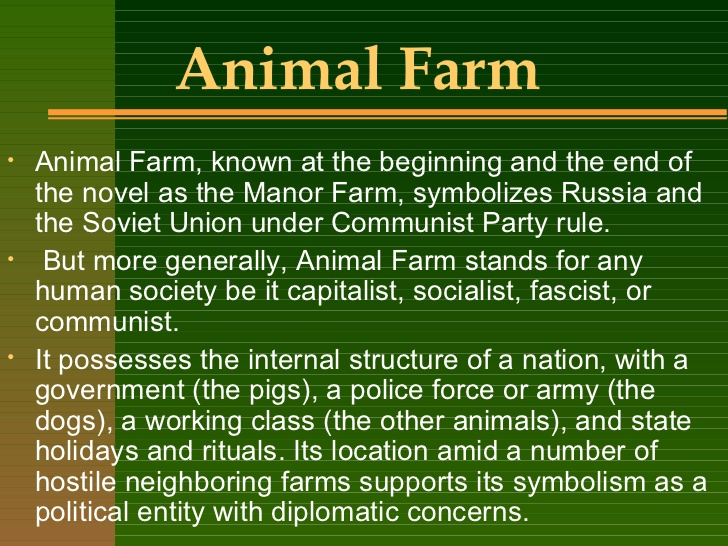 Animal Farm
• Animal Farm, known at the beginning and the end of
the novel as the Manor Farm, symbolizes Russia and
the Soviet Union under Communist Party rule.
• But more generally, Animal Farm stands for any
human society be it capitalist, socialist, fascist, or
communist.
• It possesses the internal structure of a nation, with a
government (the pigs), a police force or army (the
dogs), a working class (the other animals), and state
holidays and rituals. Its location amid a number of
hostile neighboring farms supports its symbolism as a
political entity with diplomatic concerns.